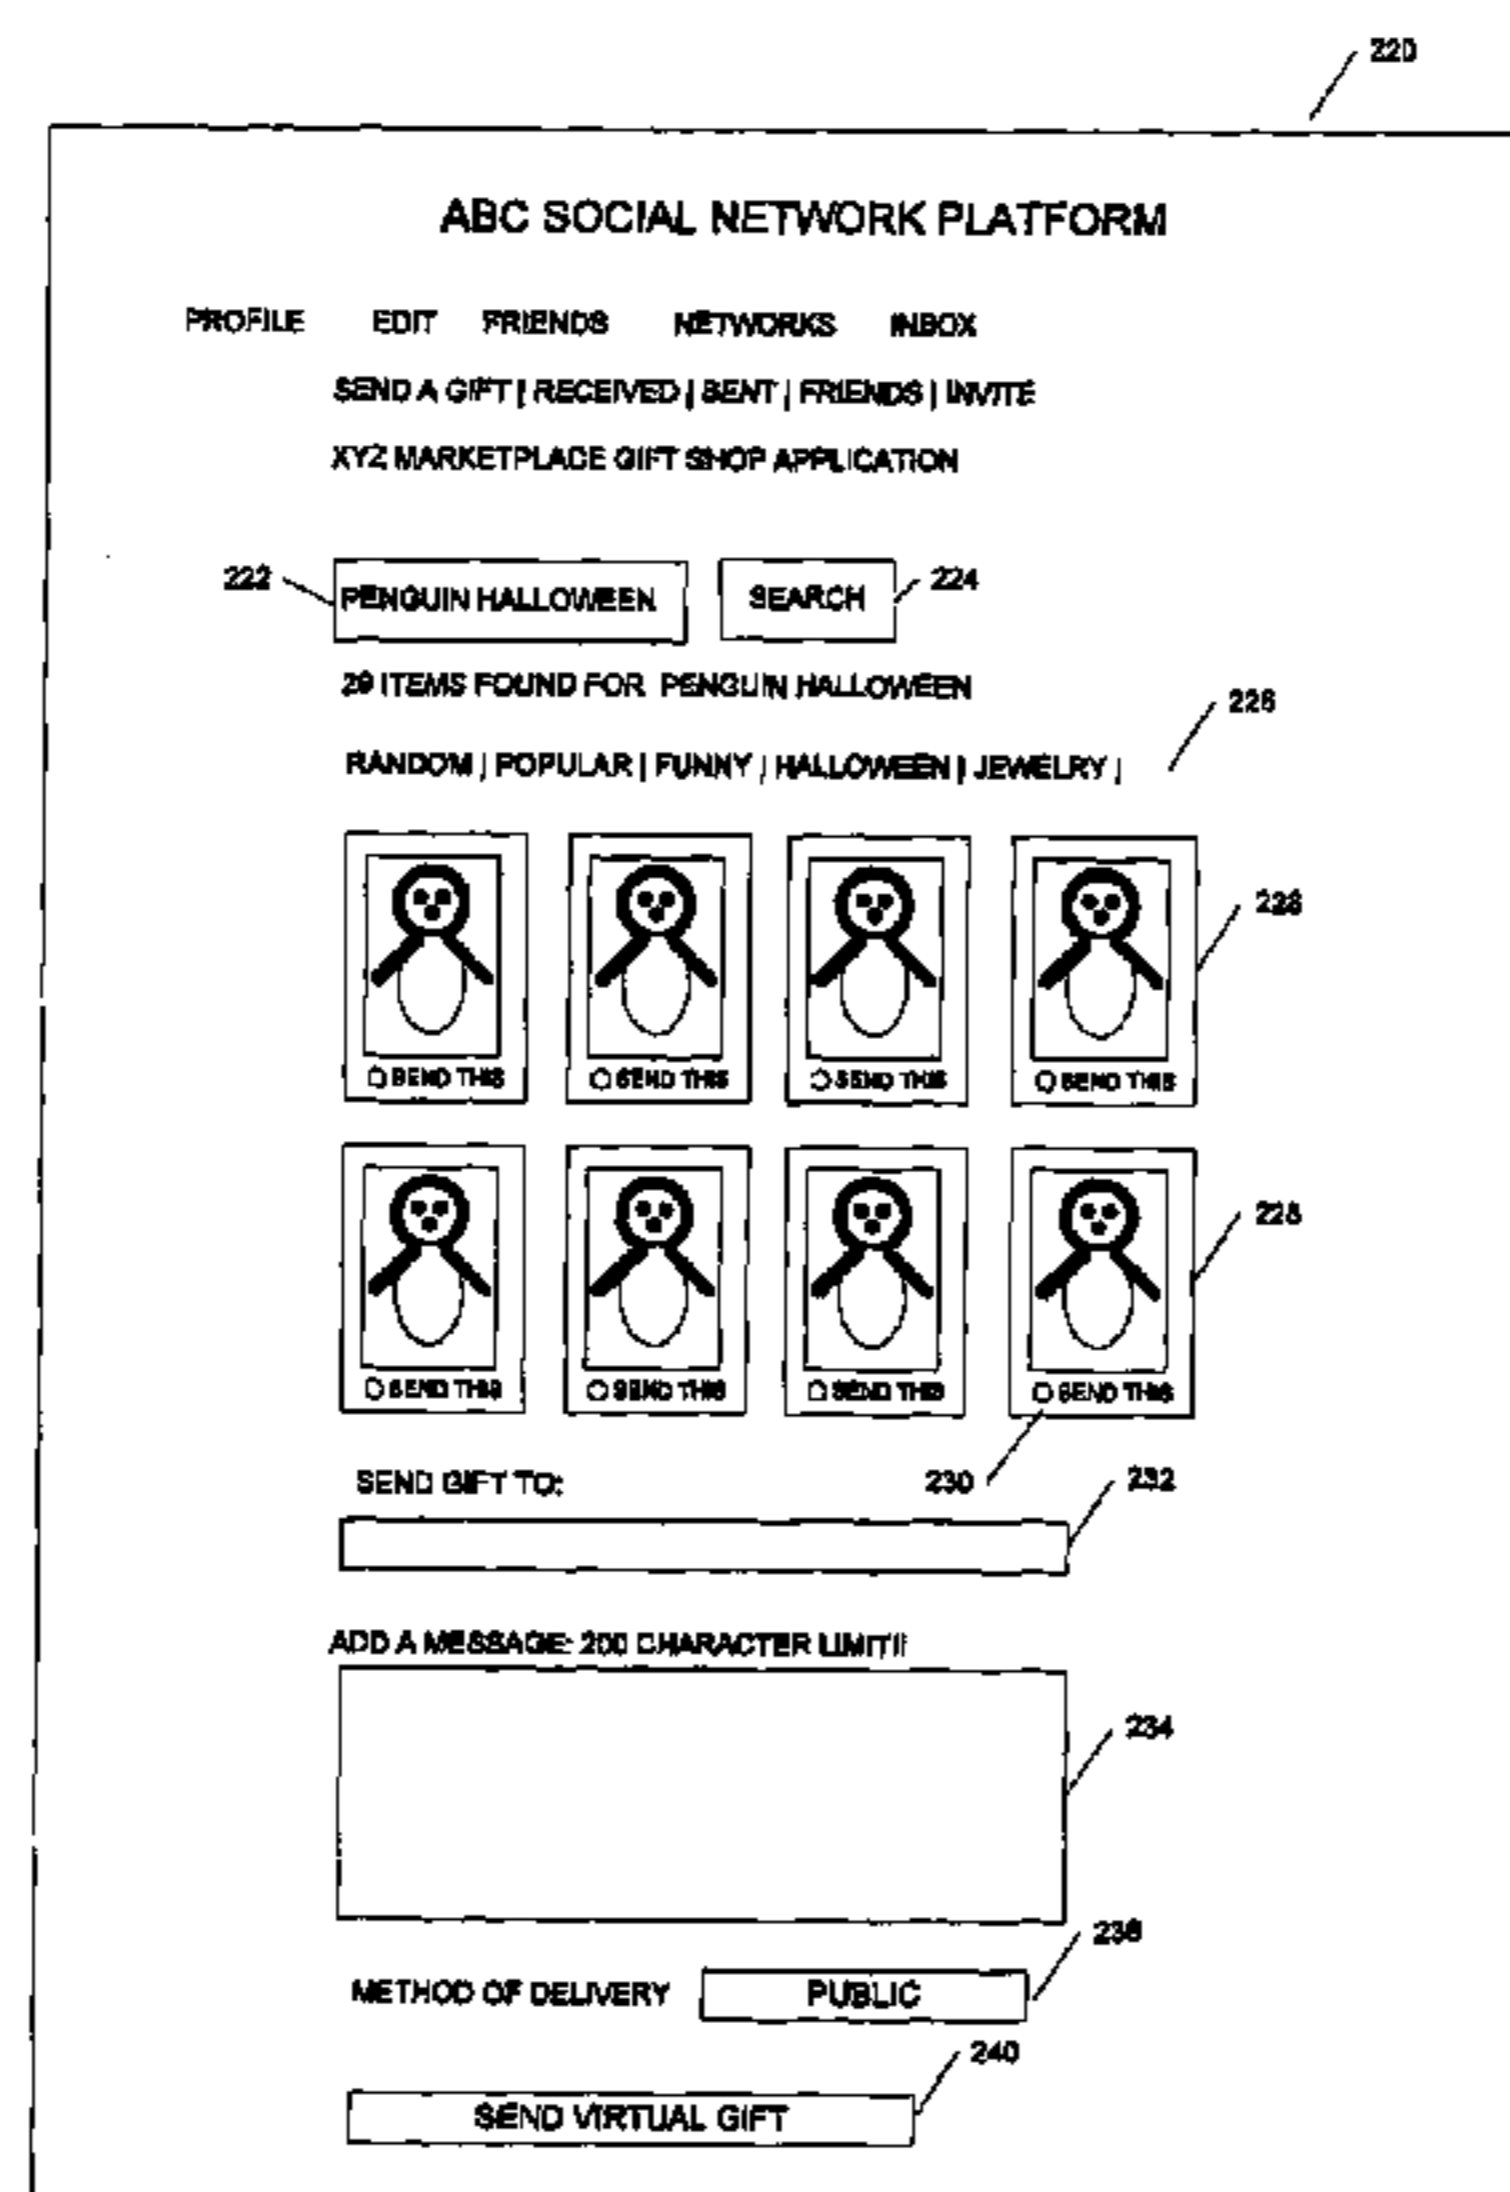 220
ABC SOCIAL NETWORK PLATFORM
PROFILE EDIT FRIENDS NETWORKS INBOX
SEND A GIFT | RECEIVED | SENT | FRIENDS | INVITE
XYZ MARKETPLACE GIFT SHOP APPLICATION
222 PENGUIN HALLOWEEN SEARCH 224
29 ITEMS FOUND FOR PENGUIN HALLOWEEN
226
RANDOM | POPULAR | FUNNY | HALLOWEEN | JEWELRY |
228
SEND THIS SEND THIS SEND THIS SEND THIS
228
SEND THIS SEND THIS SEND THIS SEND THIS
SEND GIFT TO: 230 232
ADD A MESSAGE: 200 CHARACTER LIMIT!!
234
METHOD OF DELIVERY PUBLIC
240
SEND VIRTUAL GIFT